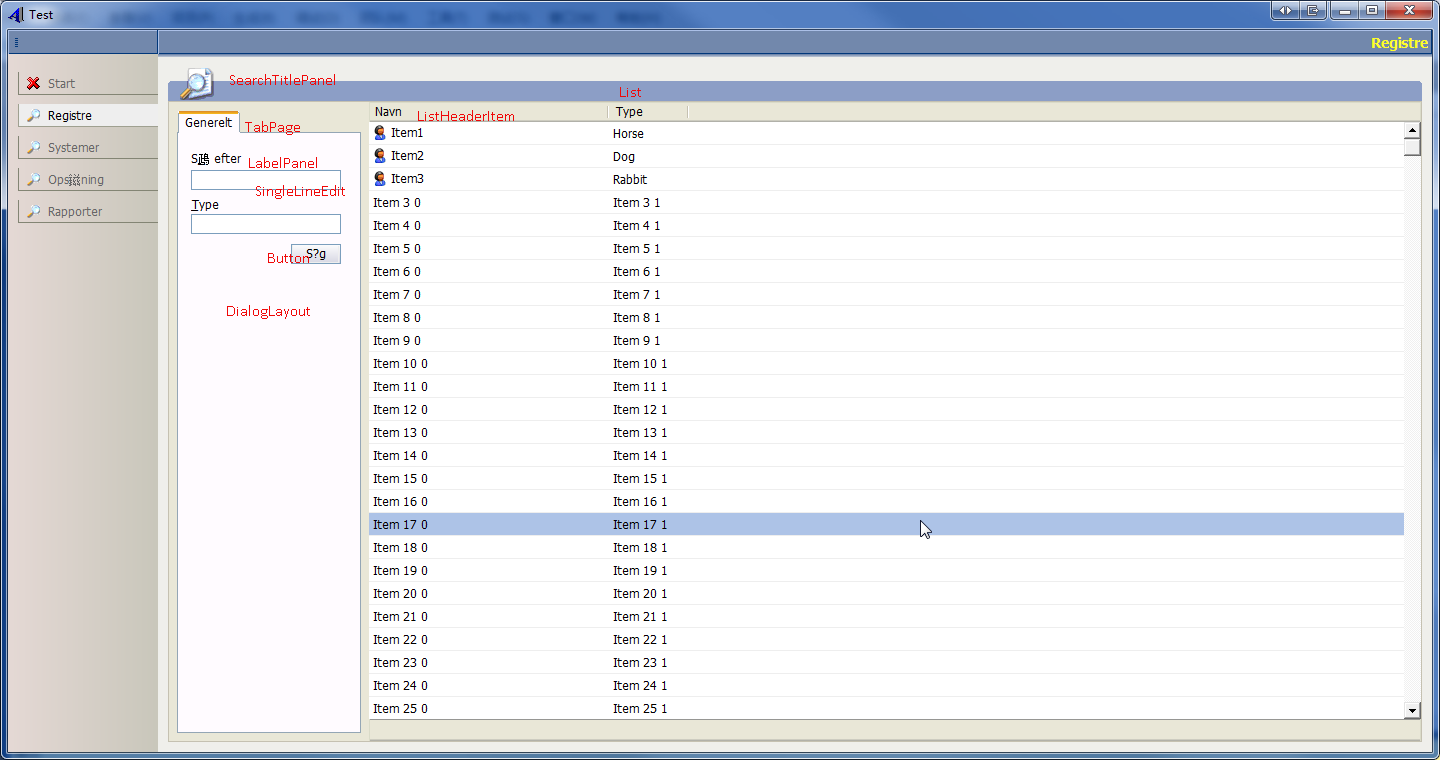 Test
Registre
Start
Registre
Systemer
Rapporter
SearchTitlePanel
List
Generelt
TabPage
efter
LabelPanel
SingleLineEdit
Type
S?g
Button
DialogLayout
Navn
ListHeaderItem
Type
Item1 Horse
Item2 Dog
Item3 Rabbit
Item 3 0 Item 3 1
Item 4 0 Item 4 1
Item 5 0 Item 5 1
Item 6 0 Item 6 1
Item 7 0 Item 7 1
Item 8 0 Item 8 1
Item 9 0 Item 9 1
Item 10 0 Item 10 1
Item 11 0 Item 11 1
Item 12 0 Item 12 1
Item 13 0 Item 13 1
Item 14 0 Item 14 1
Item 15 0 Item 15 1
Item 16 0 Item 16 1
Item 17 0 Item 17 1
Item 18 0 Item 18 1
Item 19 0 Item 19 1
Item 20 0 Item 20 1
Item 21 0 Item 21 1
Item 22 0 Item 22 1
Item 23 0 Item 23 1
Item 24 0 Item 24 1
Item 25 0 Item 25 1